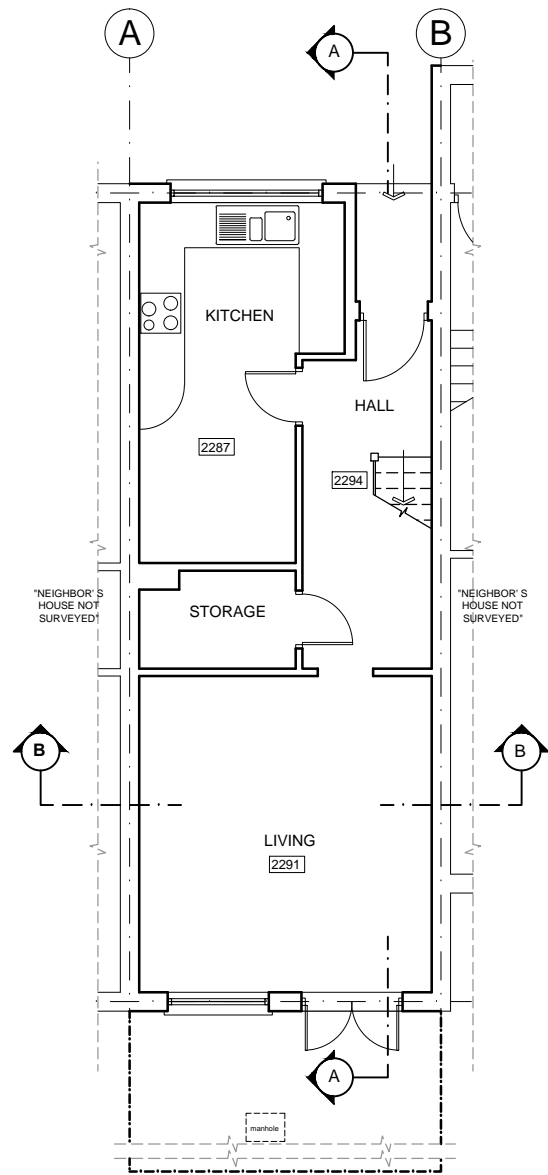 A
B
A
KITCHEN
HALL
2287
2294
"NEIGHBOR' S
HOUSE NOT
SURVEYED"
STORAGE
"NEIGHBOR' S
HOUSE NOT
SURVEYED"
B
B
LIVING
2291
A
manhole